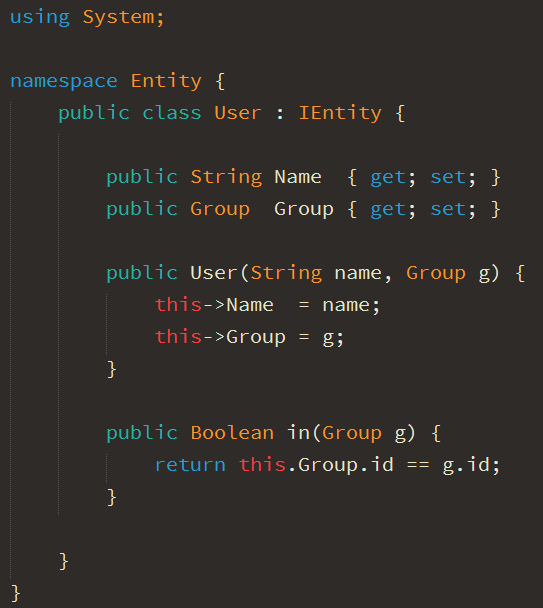 using System;
namespace Entity {
public class User : IEntity {
public String Name  { get; set; }
public Group  Group { get; set; }
public User(String name, Group g) {
this->Name  = name;
this->Group = g;
}
public Boolean in(Group g) {
return this.Group.id == g.id;
}
}
}